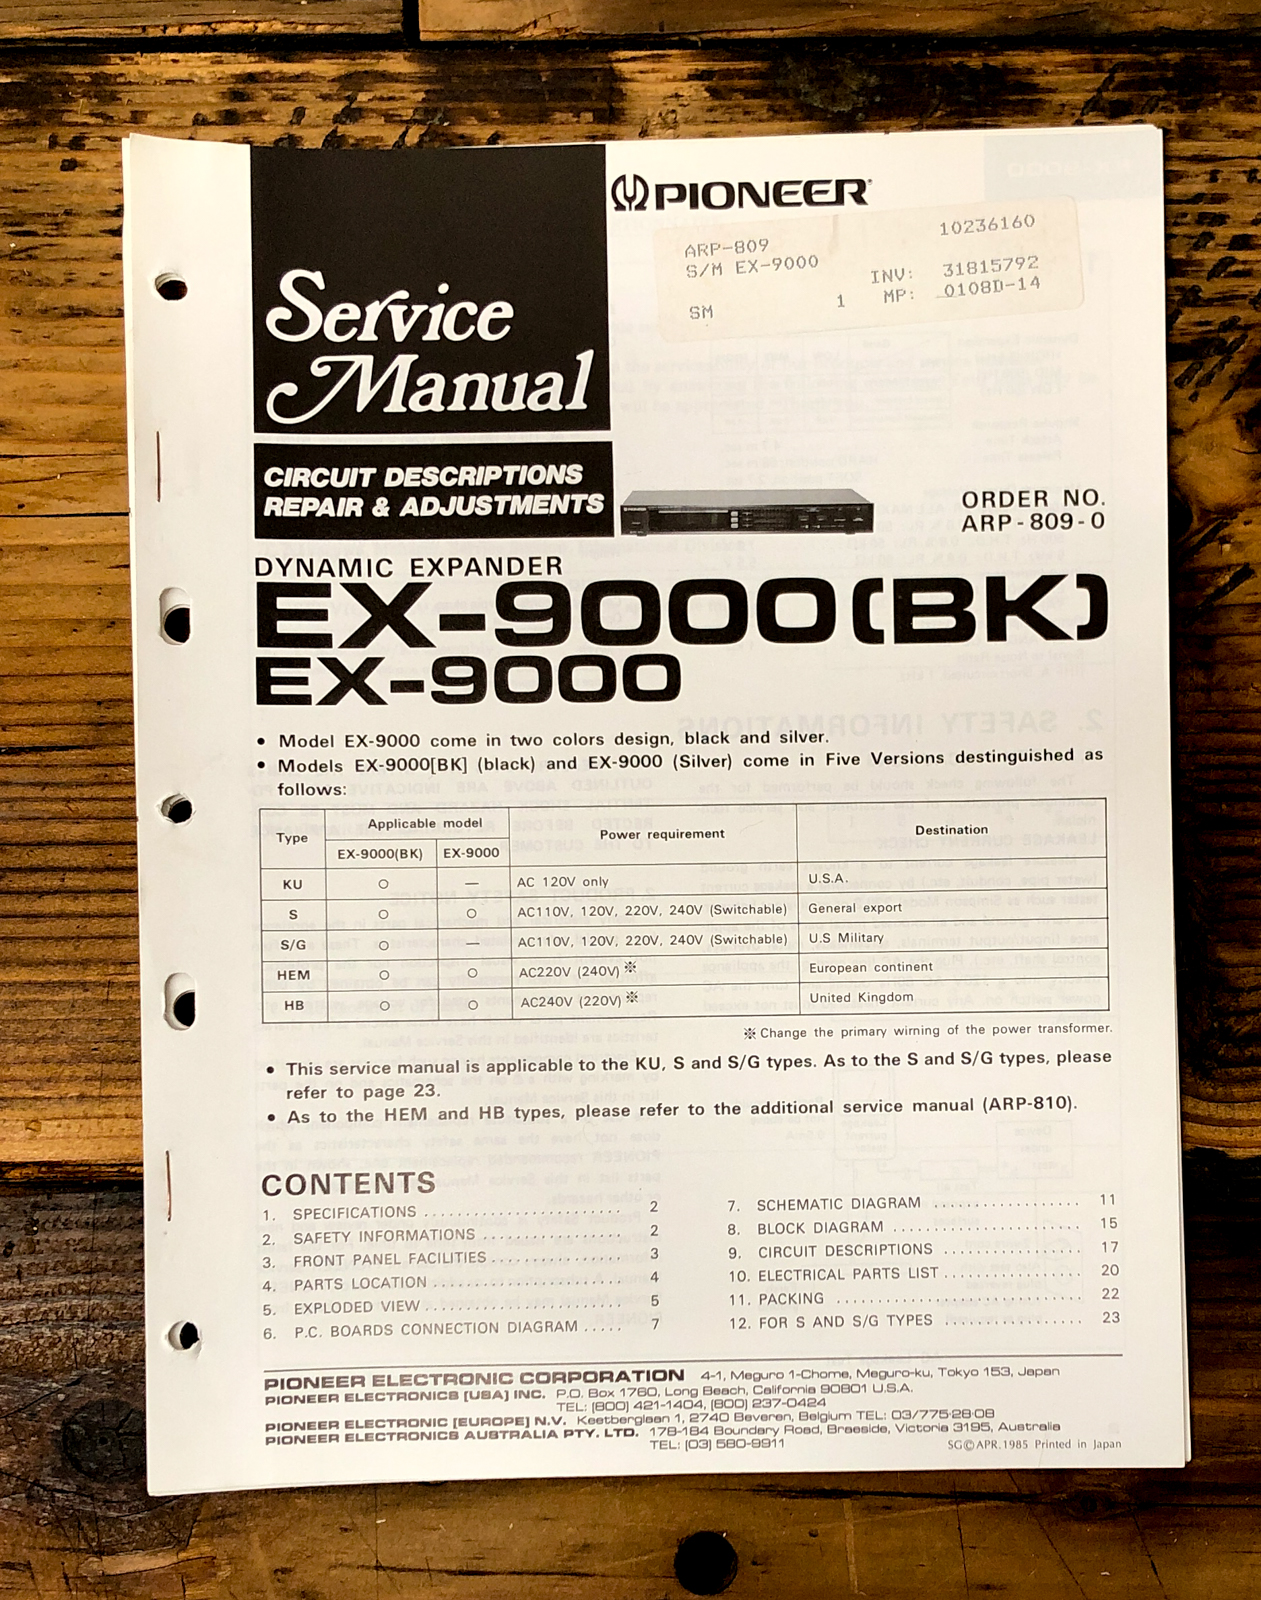 Service
Manual
CIRCUIT DESCRIPTIONS
REPAIR & ADJUSTMENTS
PIONEER®
ARP-809 10236160
S/M EX-9000
INV: 31815792
SM 1 MP: 0108D-14
ORDER NO.
ARP-809-0
DYNAMIC EXPANDER
EX-9000(BK)
EX-9000
• Model EX-9000 come in two colors design, black and silver.
• Models EX-9000[BK] (black) and EX-9000 (Silver) come in Five Versions destinguished as
follows:
Type Applicable model Power requirement Destination
EX-9000(BK) EX-9000
KU ○ — AC 120V only U.S.A.
S ○ ○ AC110V, 120V, 220V, 240V (Switchable) General export
S/G ○ — AC110V, 120V, 220V, 240V (Switchable) U.S Military
HEM ○ ○ AC220V (240V)※ European continent
HB ○ ○ AC240V (220V)※ United Kingdom
※ Change the primary wirning of the power transformer.
• This service manual is applicable to the KU, S and S/G types. As to the S and S/G types, please
refer to page 23.
• As to the HEM and HB types, please refer to the additional service manual (ARP-810).
CONTENTS
1. SPECIFICATIONS ........................ 2
2. SAFETY INFORMATIONS ................. 2
3. FRONT PANEL FACILITIES ................ 3
4. PARTS LOCATION ....................... 4
5. EXPLODED VIEW ........................ 5
6. P.C. BOARDS CONNECTION DIAGRAM ..... 7
7. SCHEMATIC DIAGRAM .................. 11
8. BLOCK DIAGRAM ....................... 15
9. CIRCUIT DESCRIPTIONS ................. 17
10. ELECTRICAL PARTS LIST ................. 20
11. PACKING .............................. 22
12. FOR S AND S/G TYPES ................. 23
PIONEER ELECTRONIC CORPORATION 4-1, Meguro 1-Chome, Meguro-ku, Tokyo 153, Japan
PIONEER ELECTRONICS [USA] INC. P.O. Box 1760, Long Beach, California 90801 U.S.A.
TEL: [800] 421-1404, [800] 237-0424
PIONEER ELECTRONIC [EUROPE] N.V. Keetberglaan 1, 2740 Beveren, Belgium TEL: 03/775·28·08
PIONEER ELECTRONICS AUSTRALIA PTY. LTD. 178-184 Boundary Road, Braeside, Victoria 3195, Australia
TEL: [03] 580-9911
SG©APR.1985 Printed in Japan